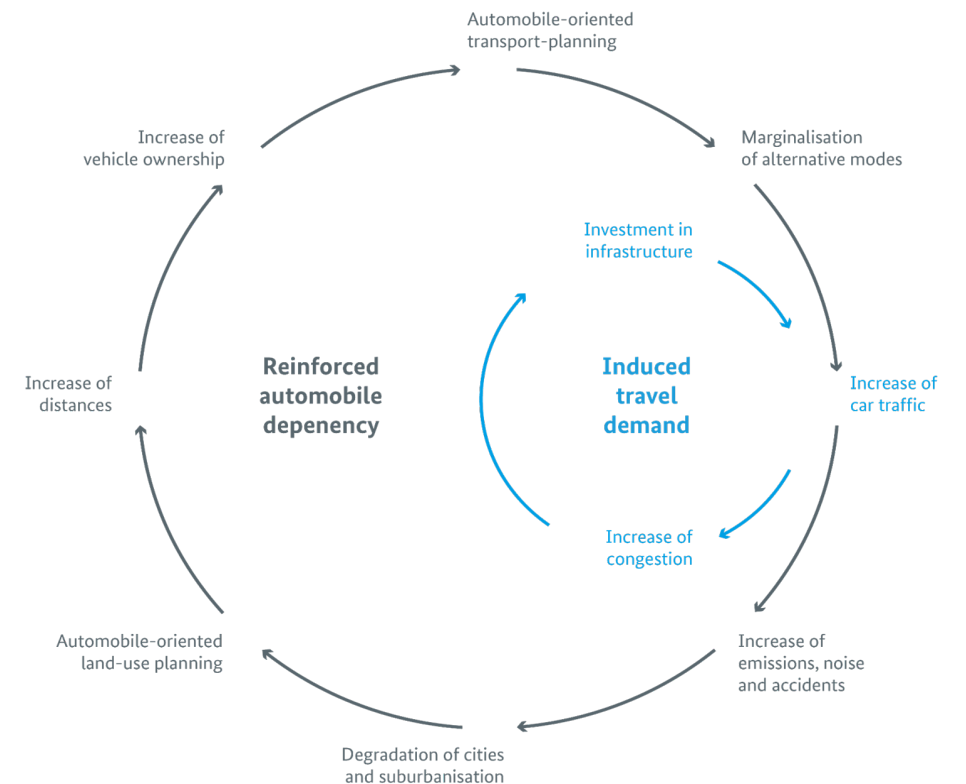 Automobile-oriented
transport-planning
Marginalisation
of alternative modes
Increase of
vehicle ownership
Investment in
infrastructure
Reinforced
automobile
depenency
Induced
travel
demand
Increase of
distances
Increase of
car traffic
Increase of
congestion
Automobile-oriented
land-use planning
Increase of
emissions, noise
and accidents
Degradation of cities
and suburbanisation